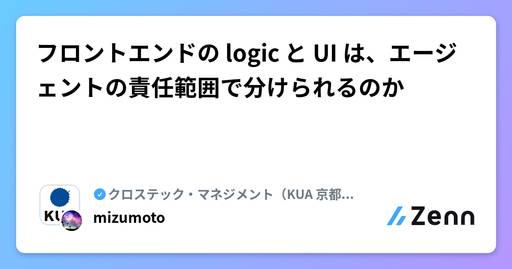 フロントエンドの logic と UI は、エージ
ェントの責任範囲で分けられるのか
クロステック・マネジメント（KUA 京都...
mizumoto
Zenn